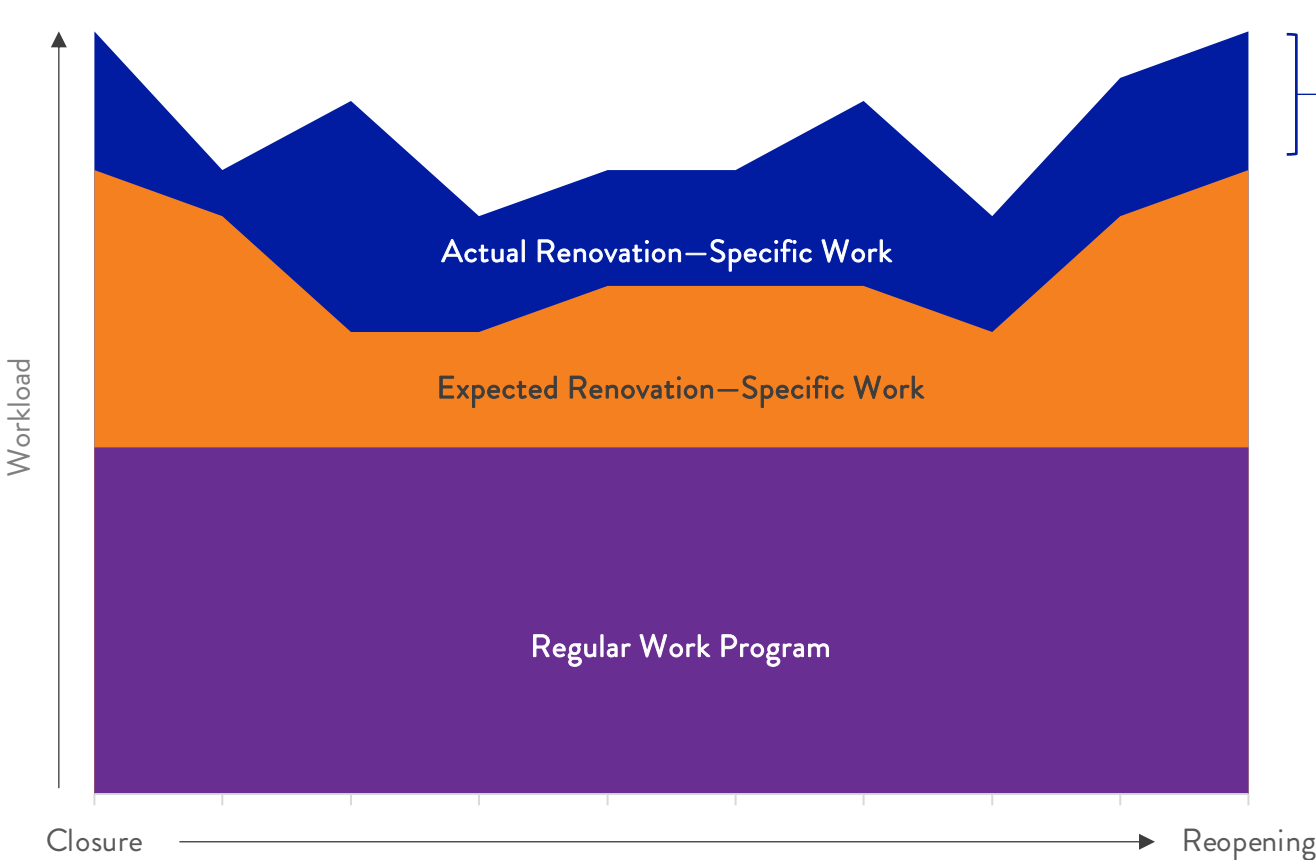 Actual Renovation—Specific Work
Expected Renovation—Specific Work
Workload
Regular Work Program
Closure
Reopening